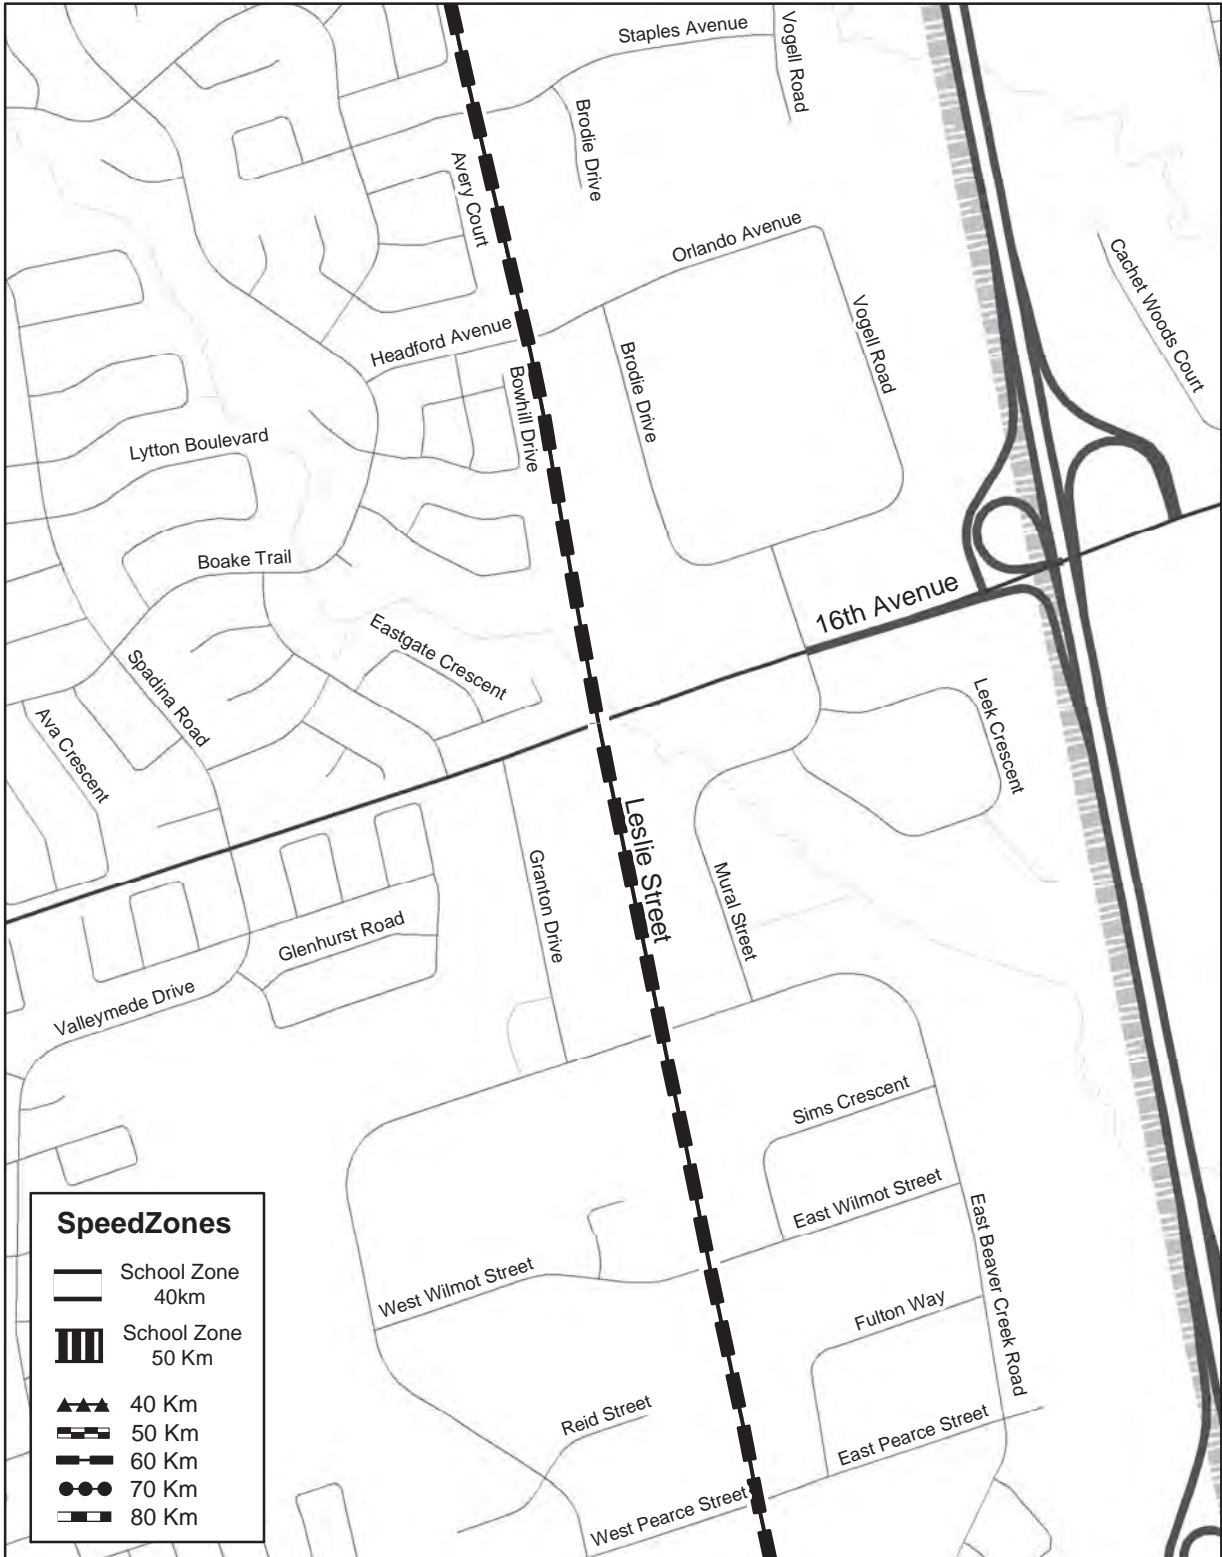 Staples Avenue
Vogell Road
Brodie Drive
Avery Court
Orlando Avenue
Cachet Woods Court
Headford Avenue
Vogell Road
Brodie Drive
Bowhill Drive
Lytton Boulevard
Boake Trail
16th Avenue
Eastgate Crescent
Spadina Road
Leek Crescent
Ava Crescent
Leslie Street
Granton Drive
Mural Street
Glenhurst Road
Valleymede Drive
Sims Crescent
East Wilmot Street
East Beaver Creek Road
West Wilmot Street
Fulton Way
Reid Street
East Pearce Street
West Pearce Street
SpeedZones
School Zone
40km
School Zone
50 Km
40 Km
50 Km
60 Km
70 Km
80 Km